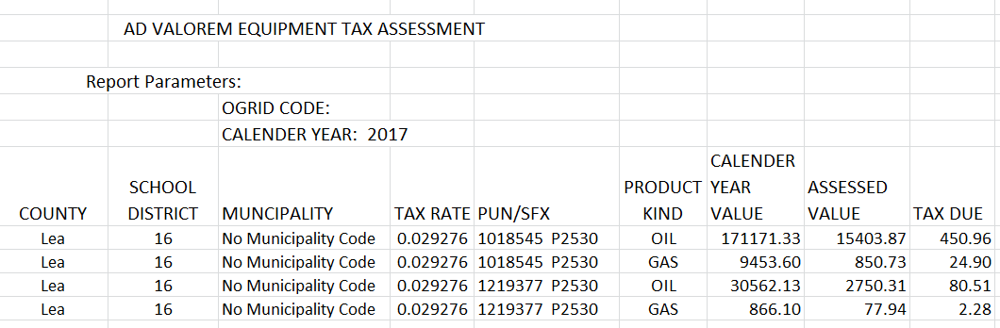 AD VALOREM EQUIPMENT TAX ASSESSMENT
Report Parameters:
OGRID CODE:
CALENDER YEAR:  2017
CALENDER
SCHOOL PRODUCT YEAR ASSESSED
COUNTY DISTRICT MUNCIPALITY TAX RATE PUN/SFX KIND VALUE VALUE TAX DUE
Lea 16 No Municipality Code 0.029276 1018545 P2530 OIL 171171.33 15403.87 450.96
Lea 16 No Municipality Code 0.029276 1018545 P2530 GAS 9453.60 850.73 24.90
Lea 16 No Municipality Code 0.029276 1219377 P2530 OIL 30562.13 2750.31 80.51
Lea 16 No Municipality Code 0.029276 1219377 P2530 GAS 866.10 77.94 2.28